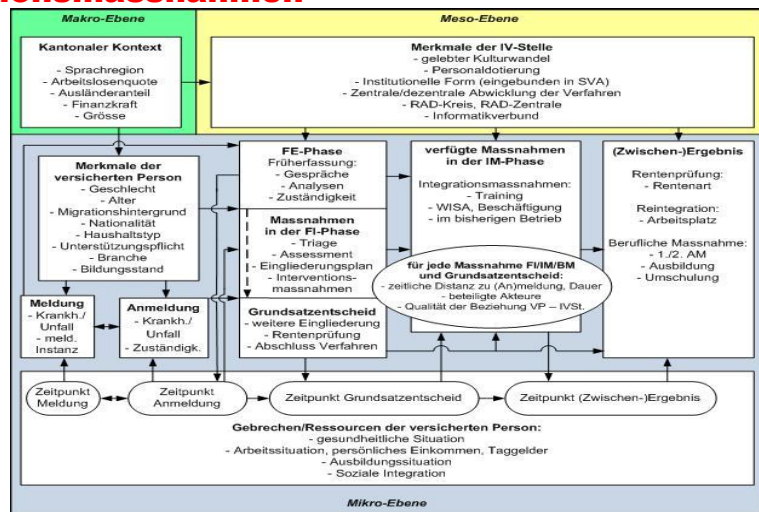 Makro-Ebene
Kantonaler Kontext
- Sprachregion
- Arbeitslosenquote
- Ausländeranteil
- Finanzkraft
- Grösse
Meso-Ebene
Merkmale der IV-Stelle
- gelebter Kulturwandel
- Personaldotierung
- Institutionelle Form (eingebunden in SVA)
- Zentrale/dezentrale Abwicklung der Verfahren
- RAD-Kreis, RAD-Zentrale
- Informatikverbund
Merkmale der
versicherten Person
- Geschlecht
- Alter
- Migrationshintergrund
- Nationalität
- Haushaltstyp
- Unterstützungspflicht
- Branche
- Bildungsstand
Meldung
- Krankh./
Unfall
- meld.
Instanz
Anmeldung
- Krankh./
Unfall
- Zuständigk.
FE-Phase
Früherfassung:
- Gespräche
- Analysen
- Zuständigkeit
Massnahmen
in der FI-Phase
- Triage
- Assessment
- Eingliederungsplan
- Interventions-
massnahmen
Grundsatzentscheid
- weitere Eingliederung
- Rentenprüfung
- Abschluss Verfahren
verfügte Massnahmen
in der IM-Phase
Integrationsmassnahmen:
- Training
- WISA, Beschäftigung
- im bisherigen Betrieb
für jede Massnahme FI/IM/BM
und Grundsatzentscheid:
- zeitliche Distanz zu (An)meldung, Dauer
- beteiligte Akteure
- Qualität der Beziehung VP – IVSt.
(Zwischen-)Ergebnis
Rentenprüfung:
- Rentenart
Reintegration:
- Arbeitsplatz
Berufliche Massnahme:
- 1./2. AM
- Ausbildung
- Umschulung
Zeitpunkt
Meldung
Zeitpunkt
Anmeldung
Zeitpunkt Grundsatzentscheid
Zeitpunkt (Zwischen-)Ergebnis
Gebrechen/Ressourcen der versicherten Person:
- gesundheitliche Situation
- Arbeitssituation, persönliches Einkommen, Taggelder
- Ausbildungssituation
- Soziale Integration
Mikro-Ebene